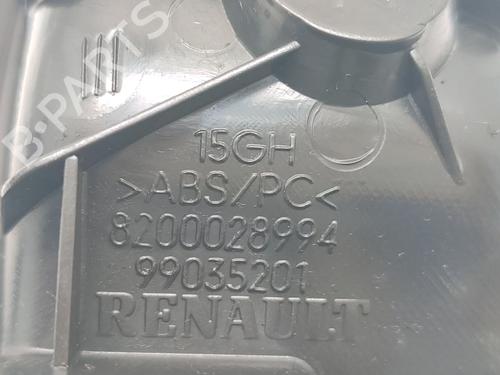 B-PARTS
15GH
>ABS/PC<
8200028994
99035201
RENAULT